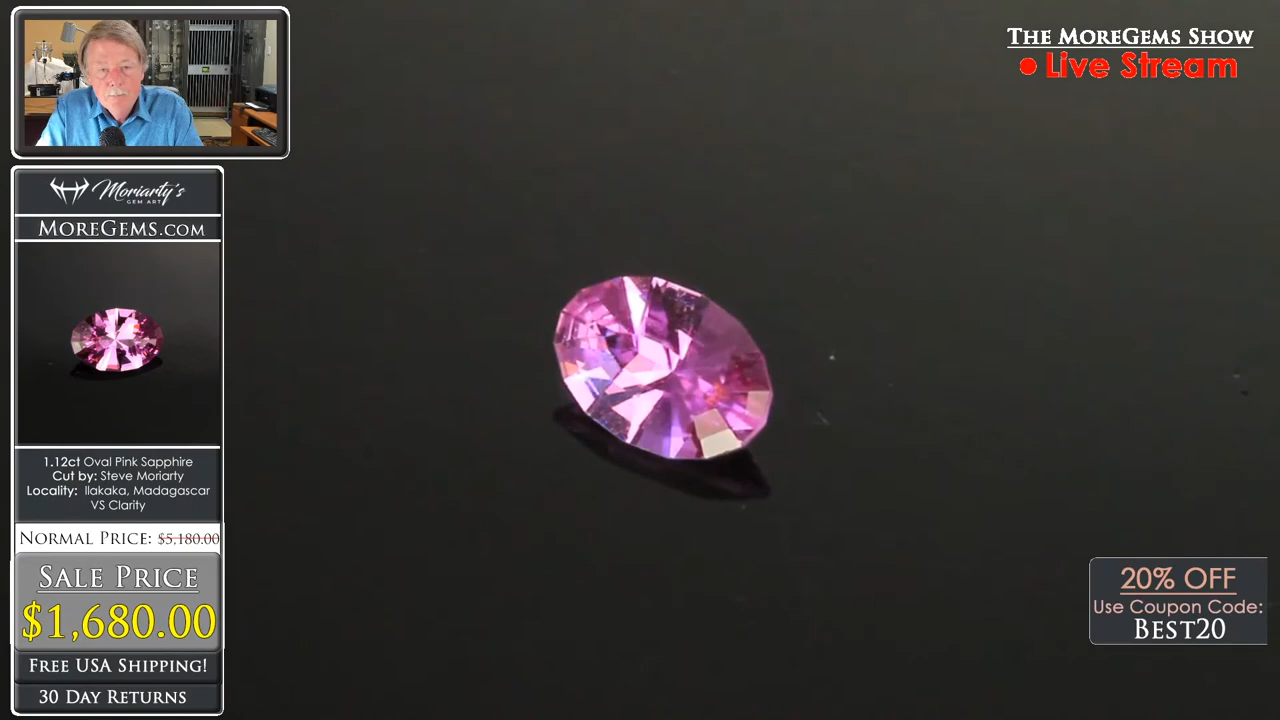 The MoreGems Show
Live Stream
Moriarty's
GEM ART
MoreGems.com
1.12ct Oval Pink Sapphire
Cut by: Steve Moriarty
Locality: Ilakaka, Madagascar
VS Clarity
Normal Price: $5,180.00
Sale Price
$1,680.00
Free USA Shipping!
30 Day Returns
20% OFF
Use Coupon Code:
Best20